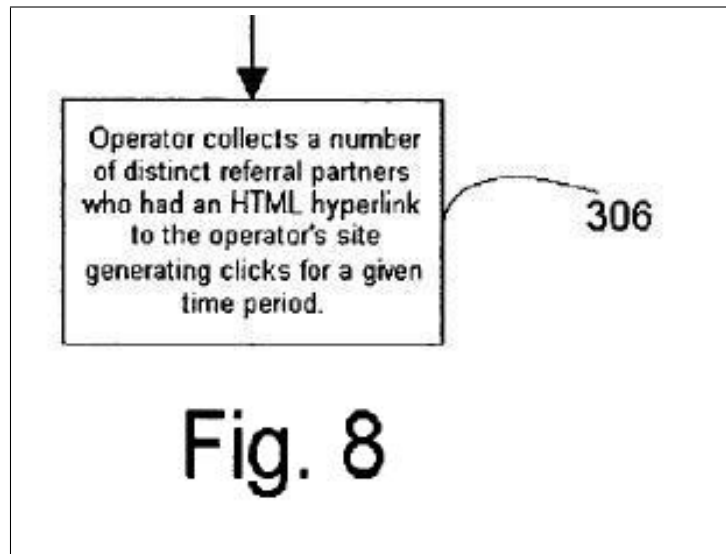 Operator collects a number
of distinct referral partners
who had an HTML hyperlink
to the operator's site
generating clicks for a given
time period.
306
Fig. 8